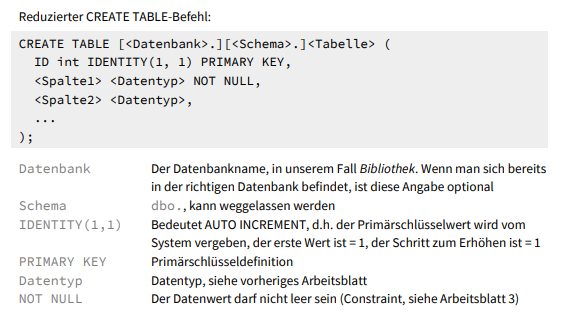 Reduzierter CREATE TABLE-Befehl:
CREATE TABLE [<Datenbank>.][<Schema>.]<Tabelle> (
ID int IDENTITY(1, 1) PRIMARY KEY,
<Spalte1> <Datentyp> NOT NULL,
<Spalte2> <Datentyp>,
...
);
Datenbank Der Datenbankname, in unserem Fall Bibliothek. Wenn man sich bereits
in der richtigen Datenbank befindet, ist diese Angabe optional
Schema dbo., kann weggelassen werden
IDENTITY(1,1) Bedeutet AUTO INCREMENT, d.h. der Primärschlüsselwert wird vom
System vergeben, der erste Wert ist = 1, der Schritt zum Erhöhen ist = 1
PRIMARY KEY Primärschlüsseldefinition
Datentyp Datentyp, siehe vorheriges Arbeitsblatt
NOT NULL Der Datenwert darf nicht leer sein (Constraint, siehe Arbeitsblatt 3)